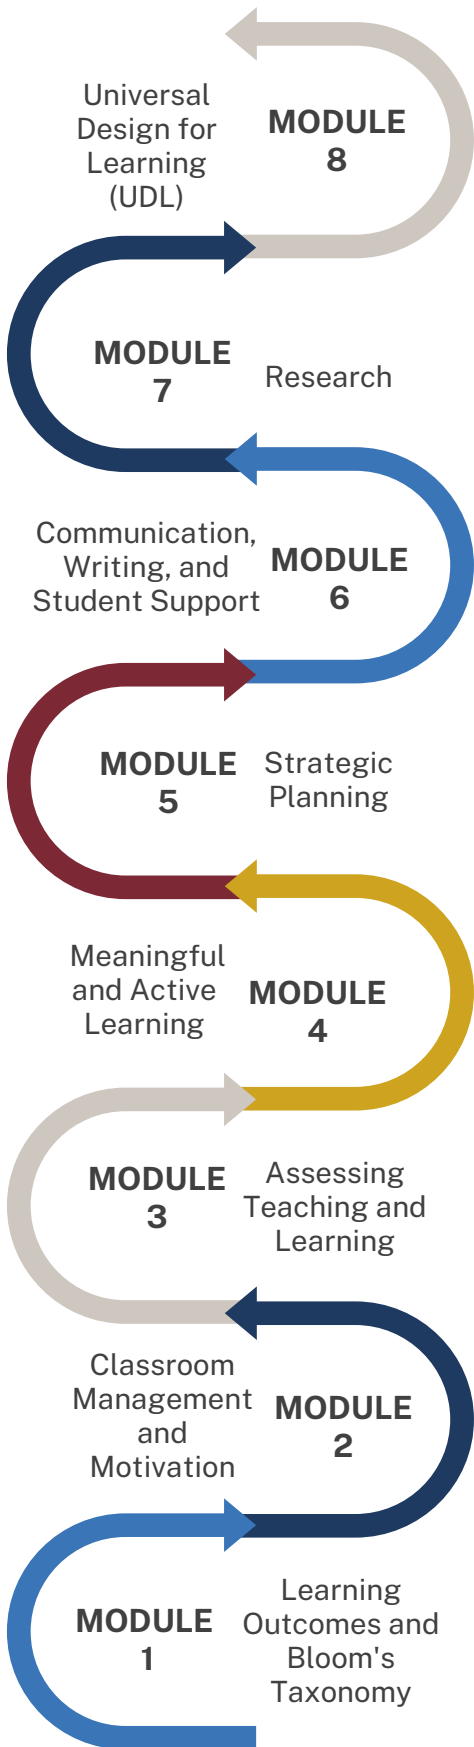 Universal
Design for
Learning
(UDL)
MODULE
8
MODULE
7
Research
Communication,
Writing, and
Student Support
MODULE
6
MODULE
5
Strategic
Planning
Meaningful
and Active
Learning
MODULE
4
MODULE
3
Assessing
Teaching and
Learning
Classroom
Management
and
Motivation
MODULE
2
MODULE
1
Learning
Outcomes and
Bloom's
Taxonomy